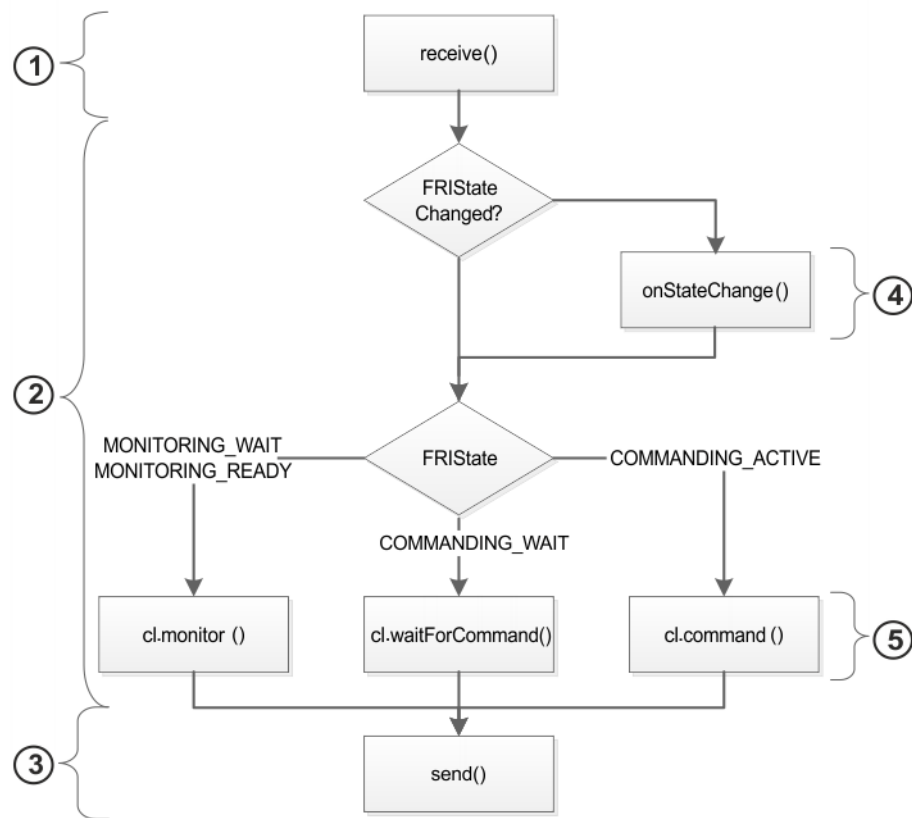 1
receive()
FRIState
Changed?
onStateChange()
4
2
MONITORING_WAIT
MONITORING_READY
FRIState
COMMANDING_ACTIVE
COMMANDING_WAIT
cl.monitor ()
cl.waitForCommand()
cl.command ()
5
3
send()